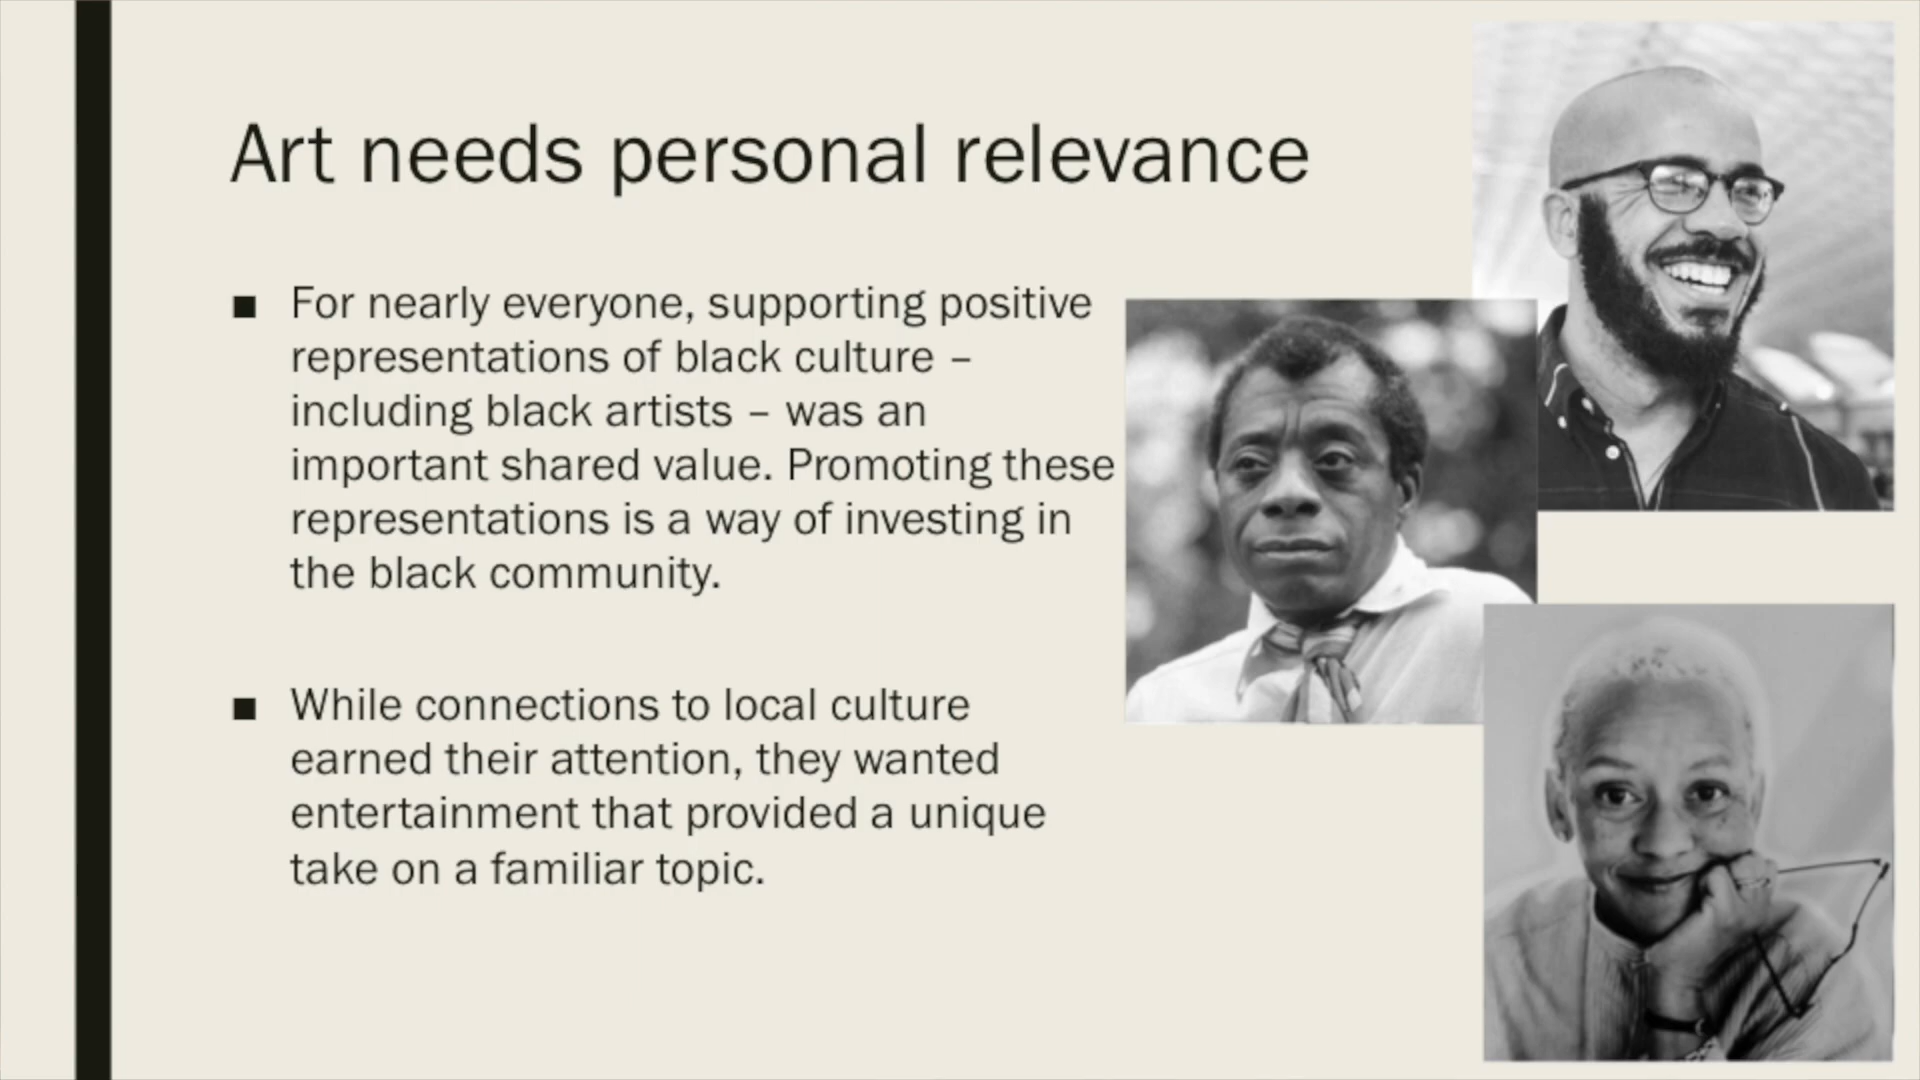 Art needs personal relevance
■ For nearly everyone, supporting positive
representations of black culture –
including black artists – was an
important shared value. Promoting these
representations is a way of investing in
the black community.
■ While connections to local culture
earned their attention, they wanted
entertainment that provided a unique
take on a familiar topic.